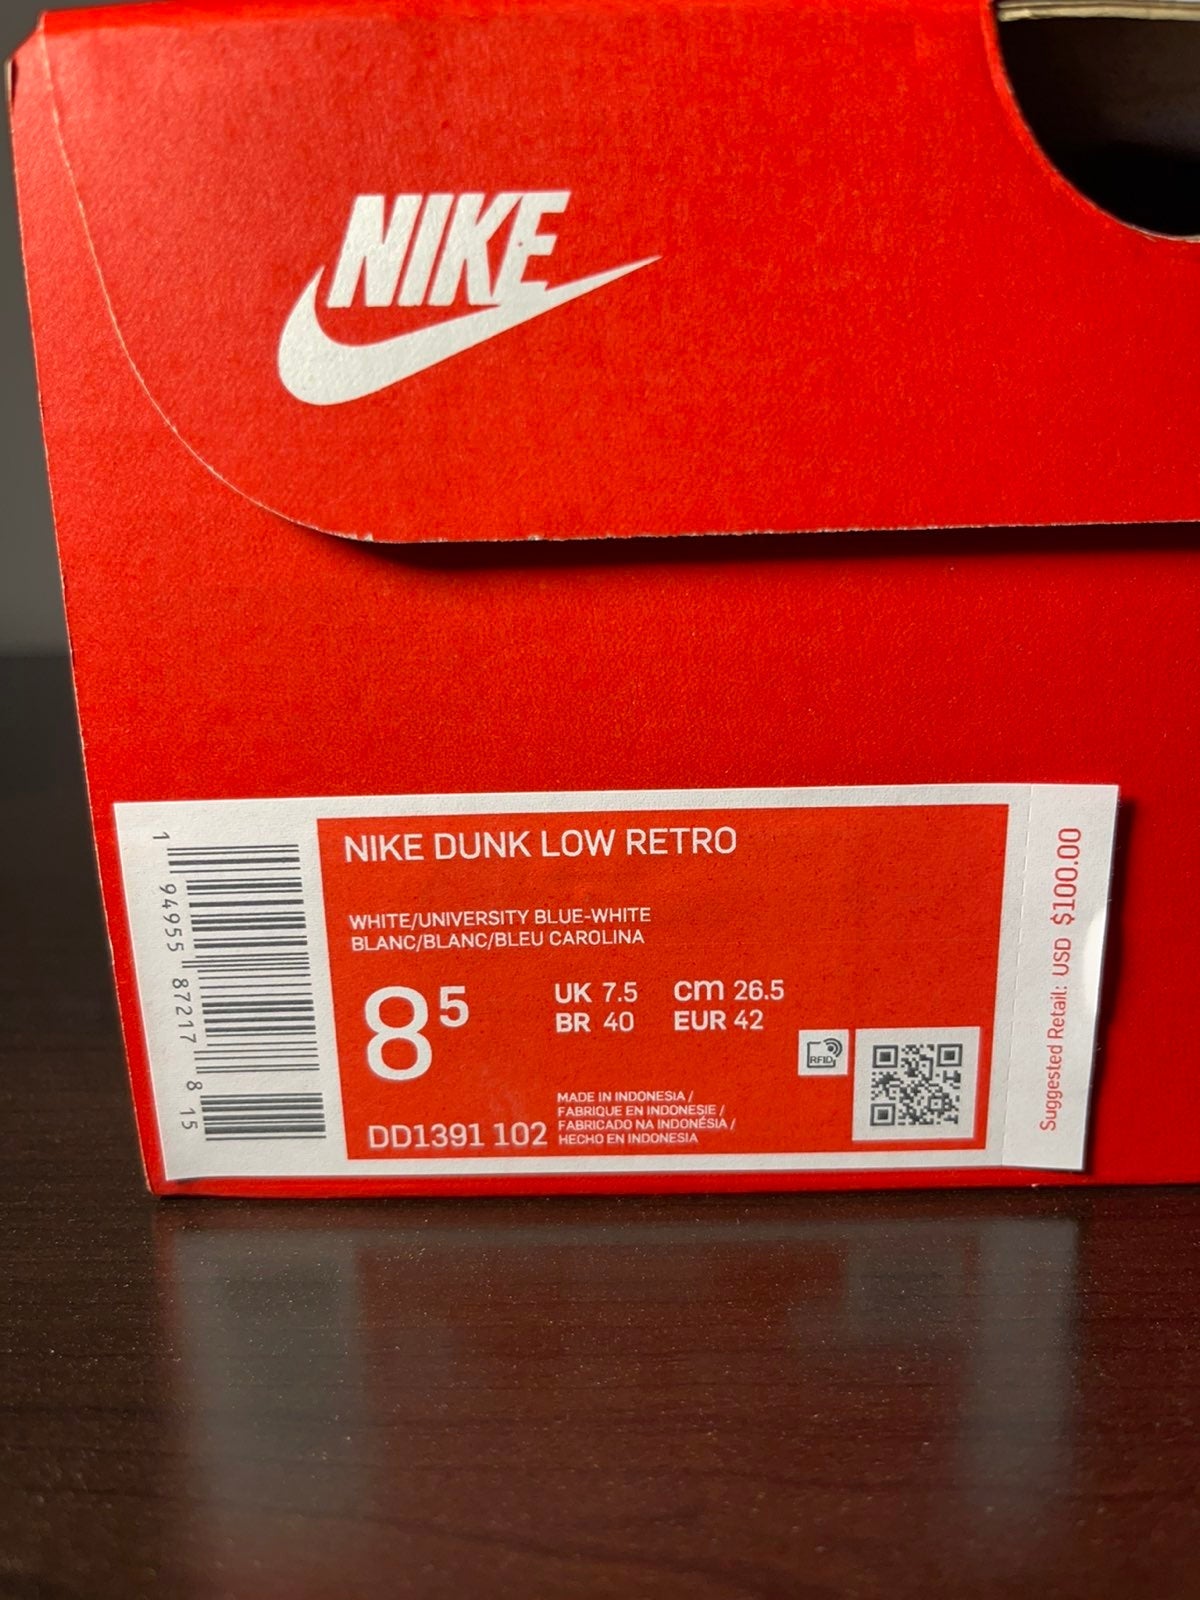 NIKE
NIKE DUNK LOW RETRO
WHITE/UNIVERSITY BLUE-WHITE
BLANC/BLANC/BLEU CAROLINA
8 5
UK 7.5 cm 26.5
BR 40 EUR 42
RFID
MADE IN INDONESIA /
FABRIQUE EN INDONESIE /
FABRICADO NA INDONÉSIA /
HECHO EN INDONESIA
DD1391 102
1 94955 87217 8 15
Suggested Retail: USD $100.00